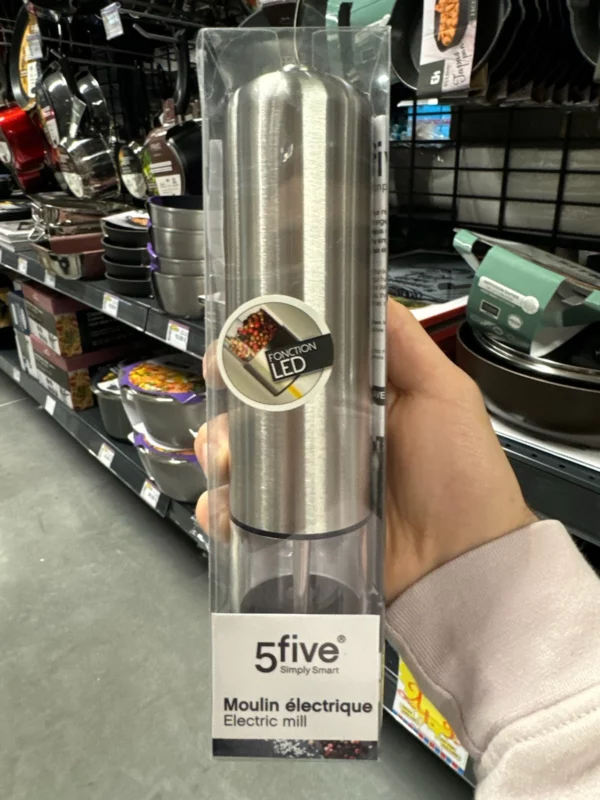 FONCTION
LED
5five®
Simply Smart
Moulin électrique
Electric mill